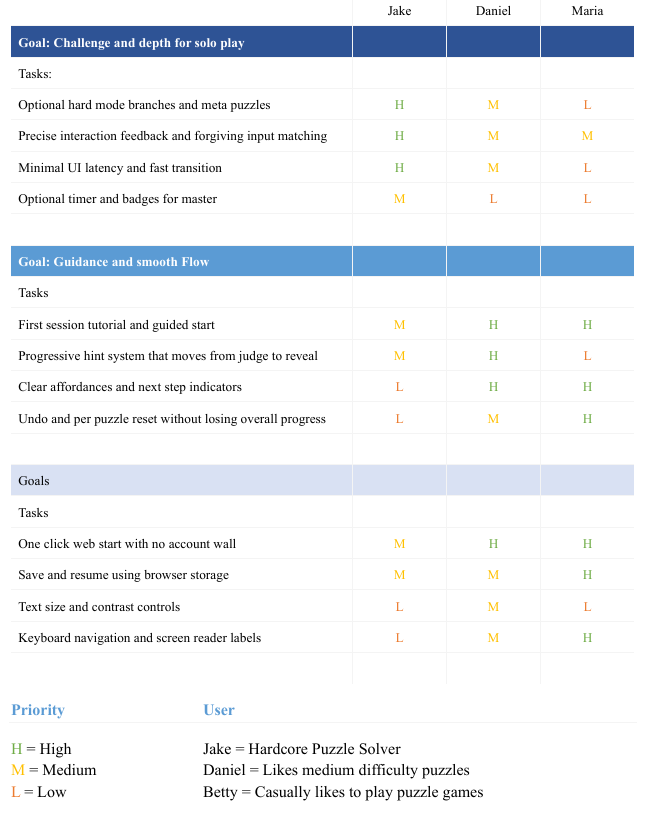 Jake Daniel Maria
Goal: Challenge and depth for solo play
Tasks:
Optional hard mode branches and meta puzzles H M L
Precise interaction feedback and forgiving input matching H M M
Minimal UI latency and fast transition H M L
Optional timer and badges for master M L L
Goal: Guidance and smooth Flow
Tasks
First session tutorial and guided start M H H
Progressive hint system that moves from judge to reveal M H L
Clear affordances and next step indicators L H H
Undo and per puzzle reset without losing overall progress L M H
Goals
Tasks
One click web start with no account wall M H H
Save and resume using browser storage M M H
Text size and contrast controls L M L
Keyboard navigation and screen reader labels L M H
Priority User
H = High Jake = Hardcore Puzzle Solver
M = Medium Daniel = Likes medium difficulty puzzles
L = Low Betty = Casually likes to play puzzle games